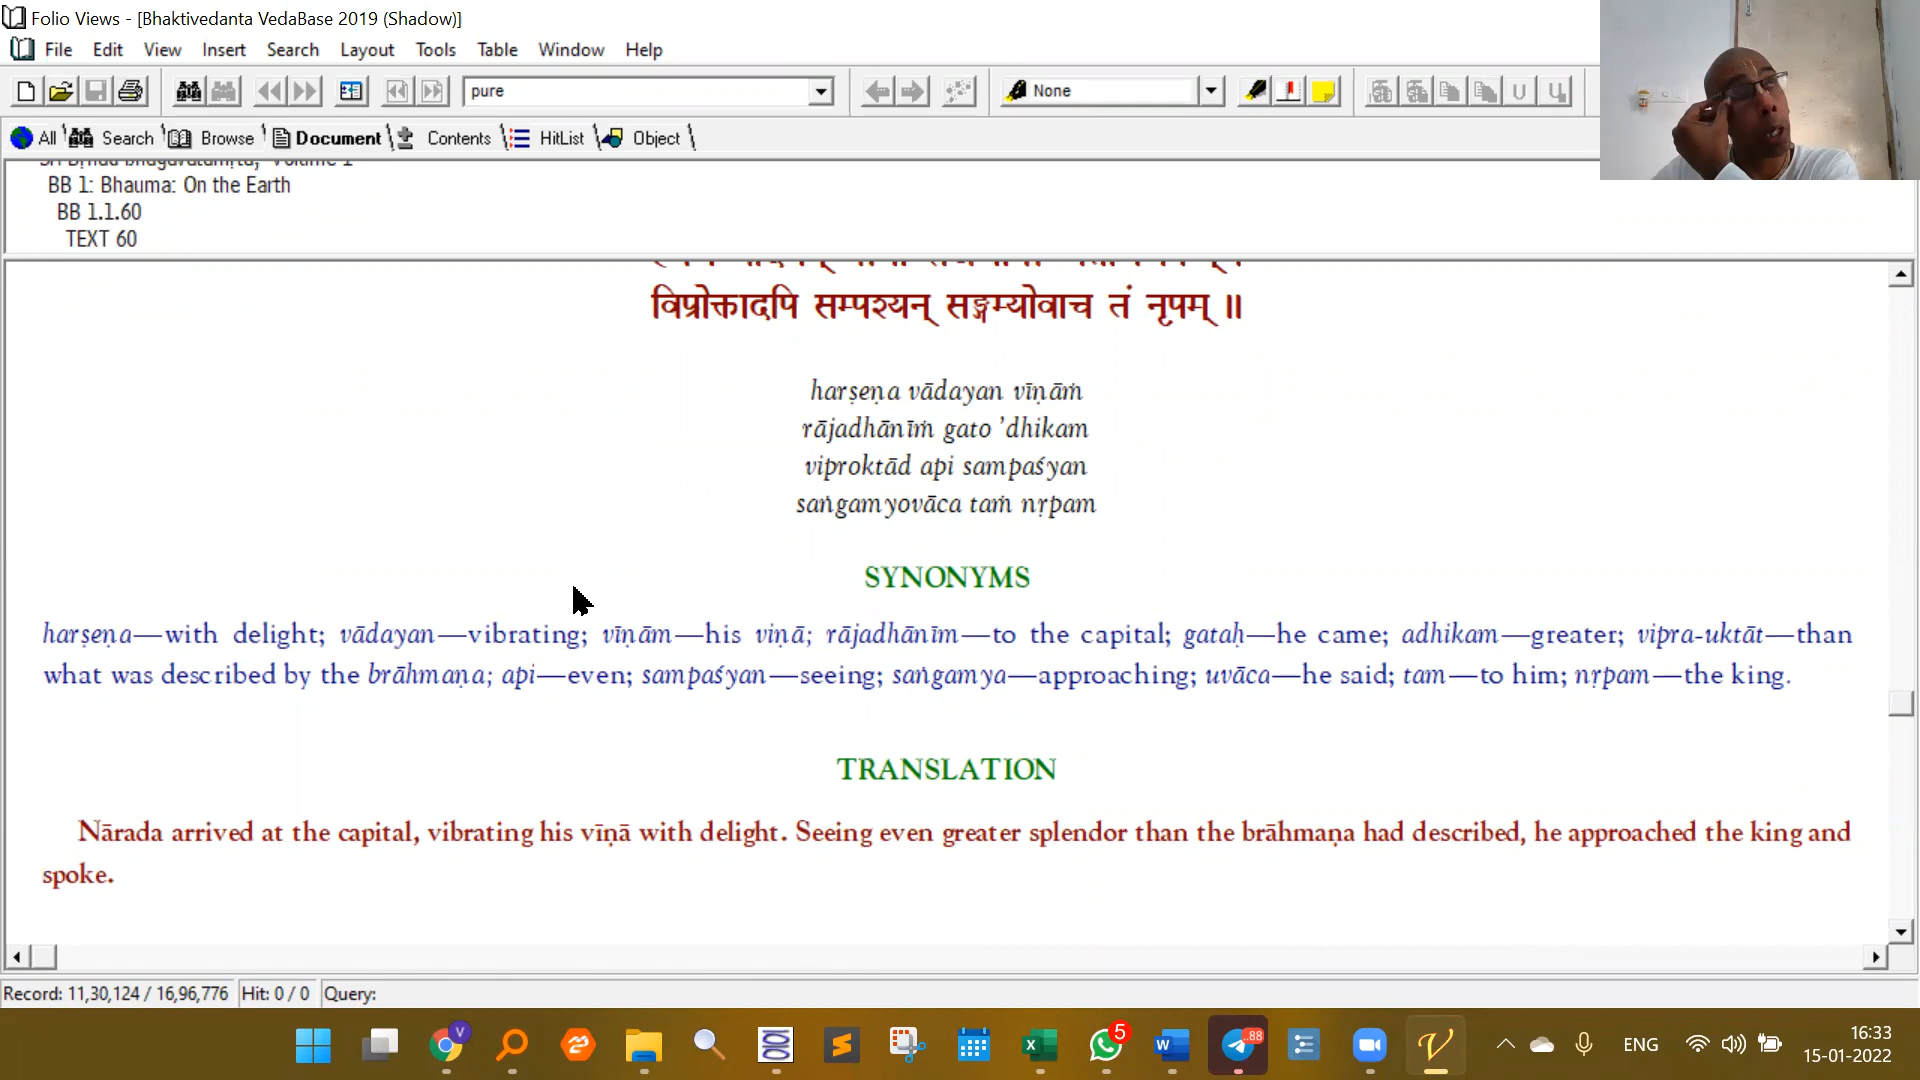 Folio Views - [Bhaktivedanta VedaBase 2019 (Shadow)]
File Edit View Insert Search Layout Tools Table Window Help
pure None
All Search Browse Document Contents HitList Object
BB 1: Bhauma: On the Earth
BB 1.1.60
TEXT 60
विप्रोक्तादपि सम्पश्यन् सङ्गम्योवाच तं नृपम् ॥
harṣeṇa vādayan vīṇāṁ
rājadhānīṁ gato ’dhikam
viproktād api sampaśyan
saṅgamyovāca taṁ nṛpam
SYNONYMS
harṣeṇa—with delight; vādayan—vibrating; vīṇām—his viṇā; rājadhānīm—to the capital; gataḥ—he came; adhikam—greater; vipra-uktāt—than
what was described by the brāhmaṇa; api—even; sampaśyan—seeing; saṅgamya—approaching; uvāca—he said; tam—to him; nṛpam—the king.
TRANSLATION
Nārada arrived at the capital, vibrating his vīṇā with delight. Seeing even greater splendor than the brāhmaṇa had described, he approached the king and
spoke.
Record: 11,30,124 / 16,96,776 Hit: 0 / 0 Query:
V 5 .88 ENG 16:33
15-01-2022